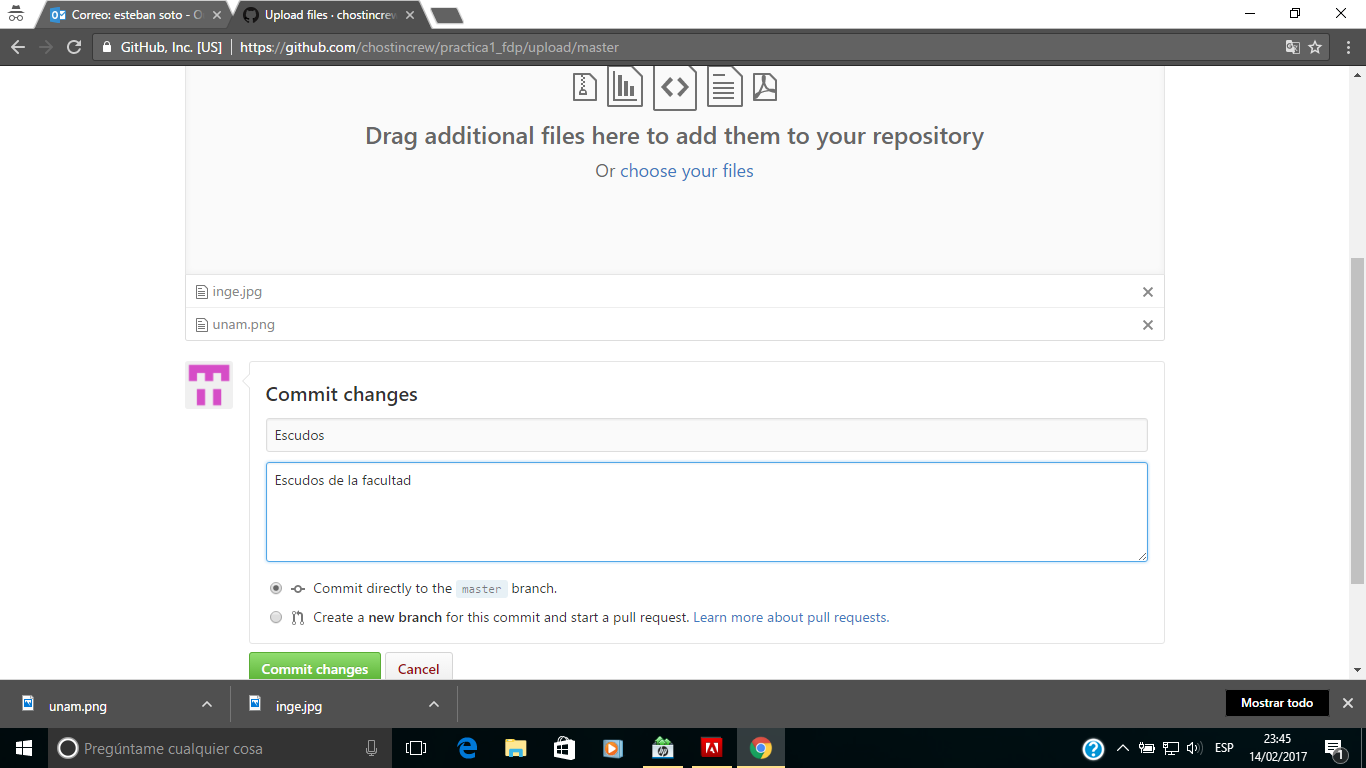 Correo: esteban soto - O
Upload files · chostincrew
GitHub, Inc. [US]
https://github.com/chostincrew/practica1_fdp/upload/master
Drag additional files here to add them to your repository
Or choose your files
inge.jpg
unam.png
Commit changes
Escudos
Escudos de la facultad
Commit directly to the master branch.
Create a new branch for this commit and start a pull request. Learn more about pull requests.
Commit changes
Cancel
unam.png
inge.jpg
Mostrar todo
Pregúntame cualquier cosa
ESP
23:45
14/02/2017
1